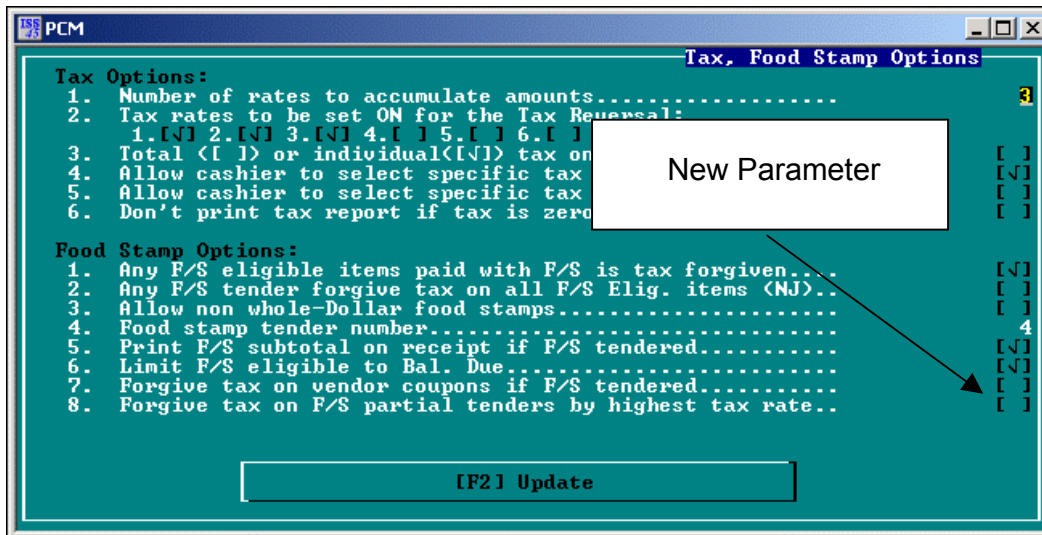 ISS
45
PCM
Tax, Food Stamp Options
Tax Options:
1. Number of rates to accumulate amounts................... 3
2. Tax rates to be set ON for the Tax Reversal:
1.[√] 2.[√] 3.[√] 4.[ ] 5.[ ] 6.[ ]
3. Total ([ ]) or individual([√]) tax on [ ]
4. Allow cashier to select specific tax [√]
5. Allow cashier to select specific tax [ ]
6. Don't print tax report if tax is zero [ ]
New Parameter
Food Stamp Options:
1. Any F/S eligible items paid with F/S is tax forgiven.... [√]
2. Any F/S tender forgive tax on all F/S Elig. items (NJ).. [ ]
3. Allow non whole-Dollar food stamps...................... [ ]
4. Food stamp tender number................................ 4
5. Print F/S subtotal on receipt if F/S tendered........... [√]
6. Limit F/S eligible to Bal. Due.......................... [√]
7. Forgive tax on vendor coupons if F/S tendered........... [ ]
8. Forgive tax on F/S partial tenders by highest tax rate.. [ ]
[F2] Update